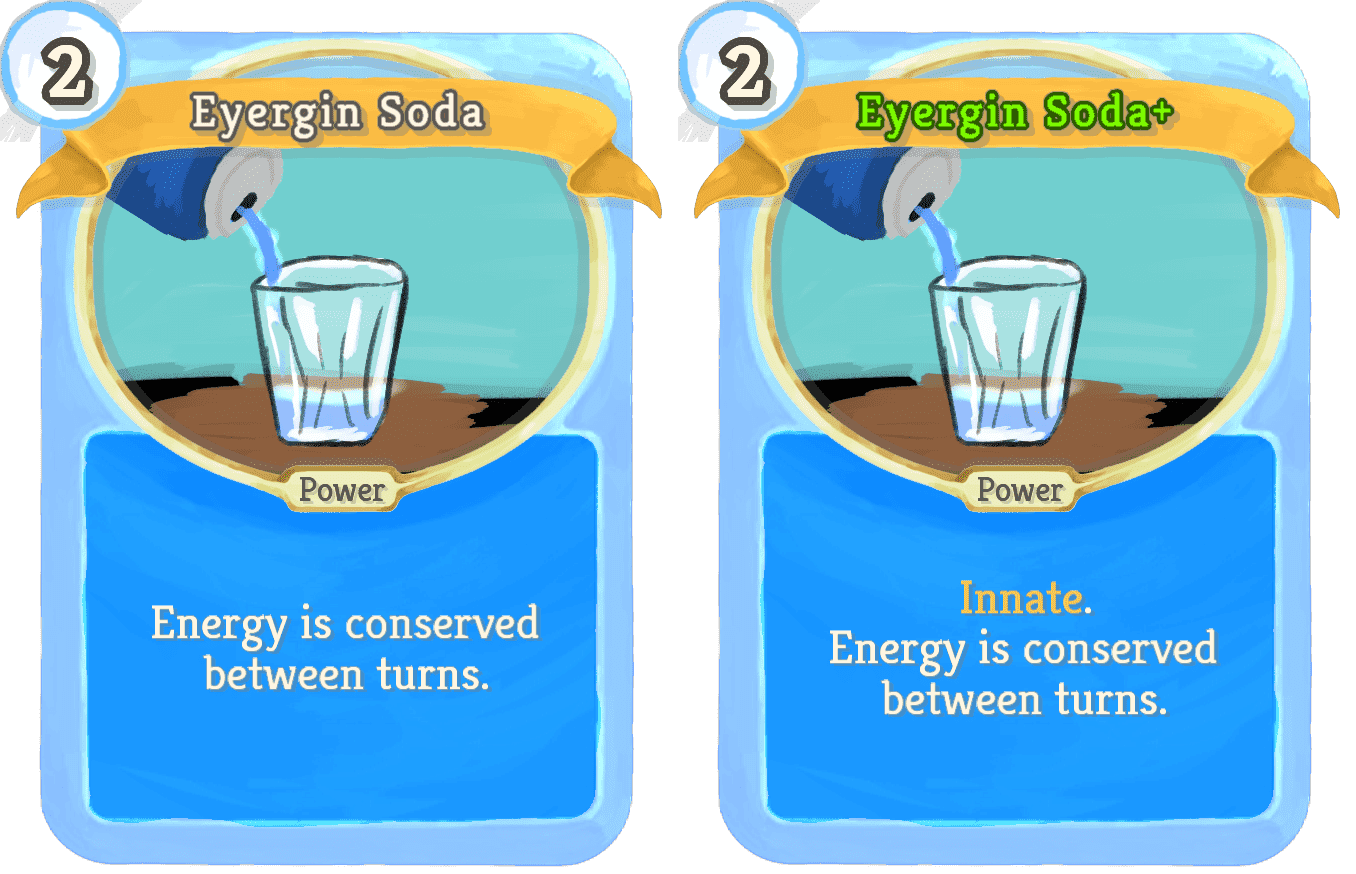 2
Eyergin Soda
Power
Energy is conserved
between turns.
2
Eyergin Soda+
Power
Innate.
Energy is conserved
between turns.